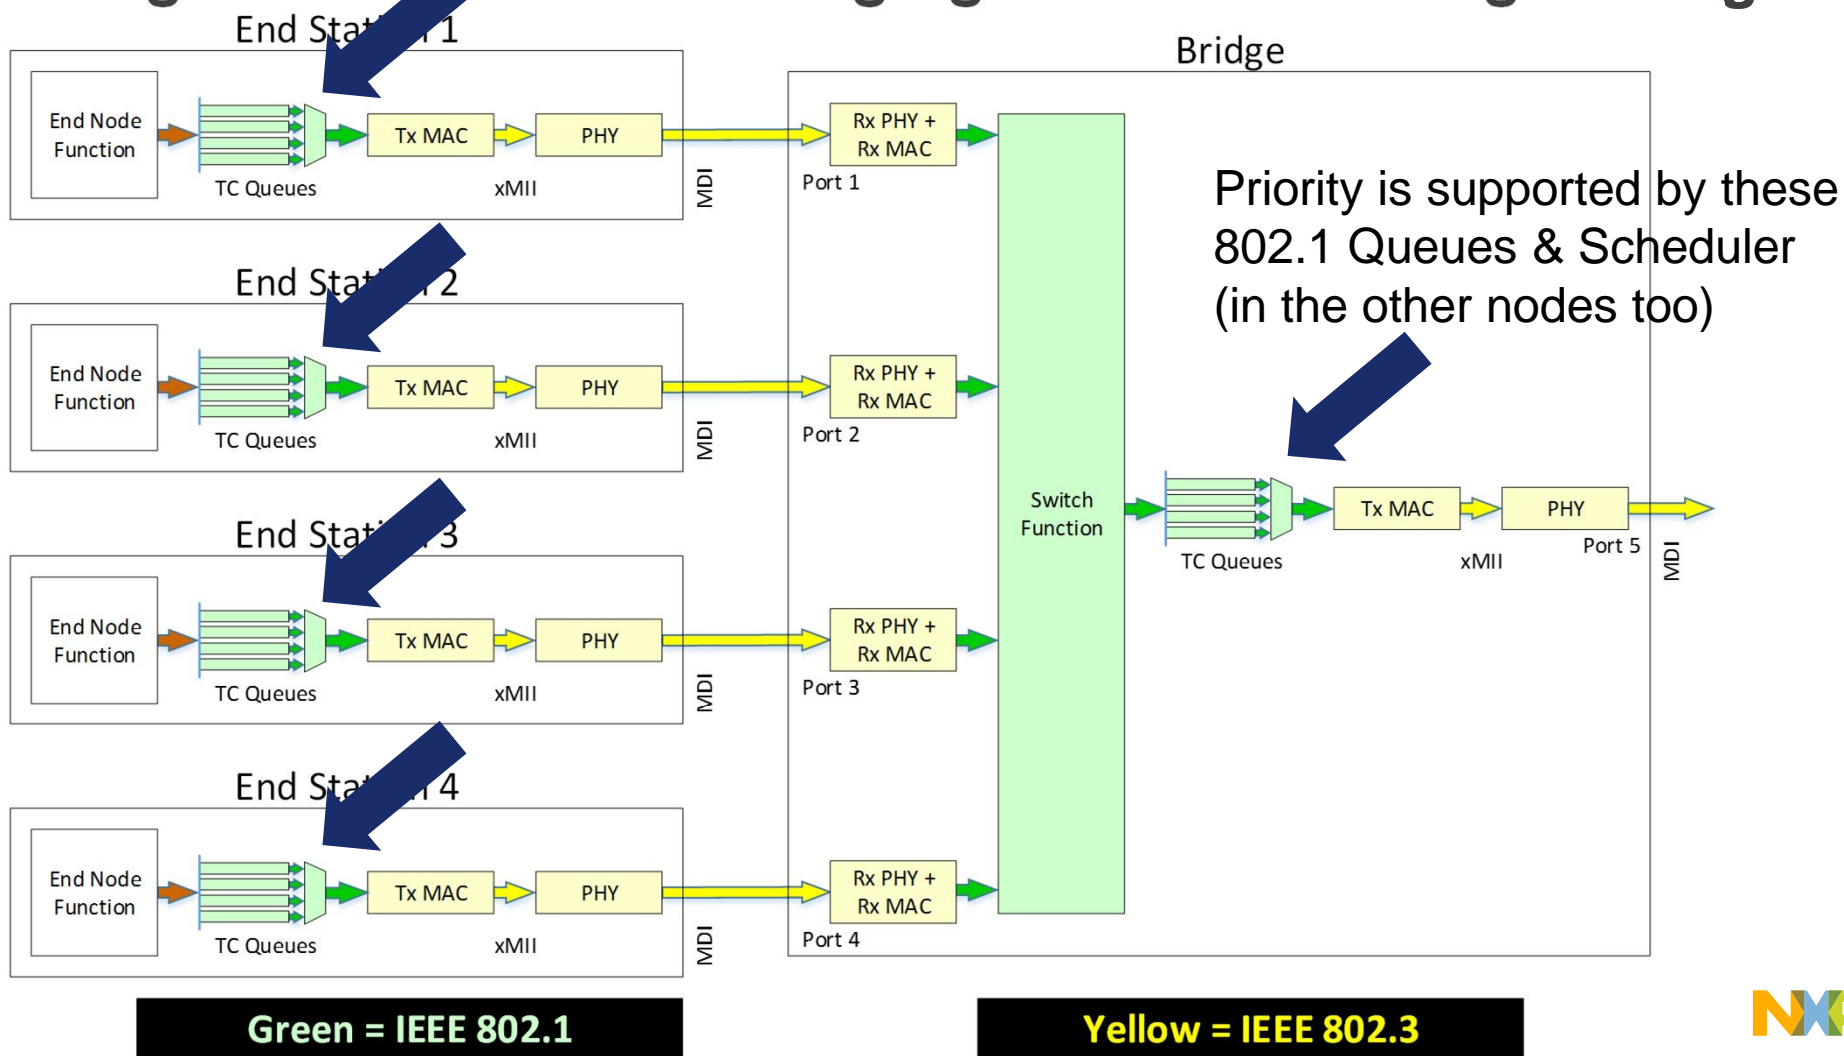 End Station 1
End Node
Function
TC Queues
Tx MAC
xMII
PHY
MDI
End Station 2
End Node
Function
TC Queues
Tx MAC
xMII
PHY
MDI
End Station 3
End Node
Function
TC Queues
Tx MAC
xMII
PHY
MDI
End Station 4
End Node
Function
TC Queues
Tx MAC
xMII
PHY
MDI
Bridge
Rx PHY +
Rx MAC
Port 1
Rx PHY +
Rx MAC
Port 2
Rx PHY +
Rx MAC
Port 3
Rx PHY +
Rx MAC
Port 4
Switch
Function
Priority is supported by these
802.1 Queues & Scheduler
(in the other nodes too)
TC Queues
Tx MAC
xMII
PHY
Port 5
MDI
Green = IEEE 802.1
Yellow = IEEE 802.3